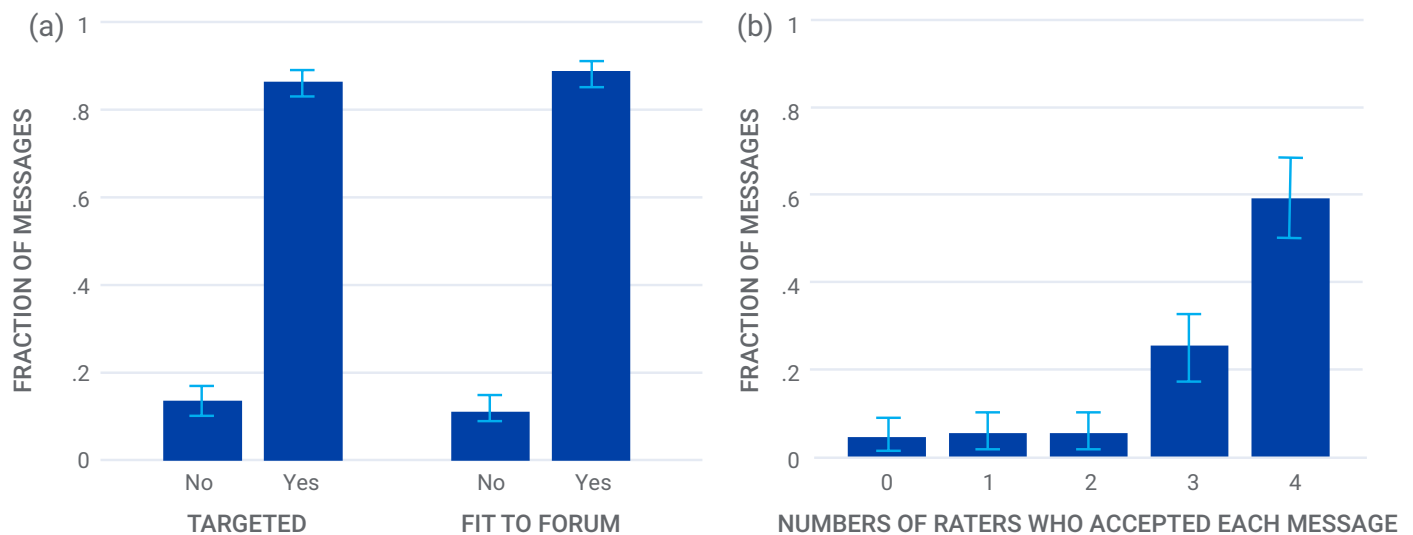 (a)
1
.8
.6
.4
.2
0
FRACTION OF MESSAGES
No Yes No Yes
TARGETED FIT TO FORUM
(b)
1
.8
.6
.4
.2
0
FRACTION OF MESSAGES
0 1 2 3 4
NUMBERS OF RATERS WHO ACCEPTED EACH MESSAGE